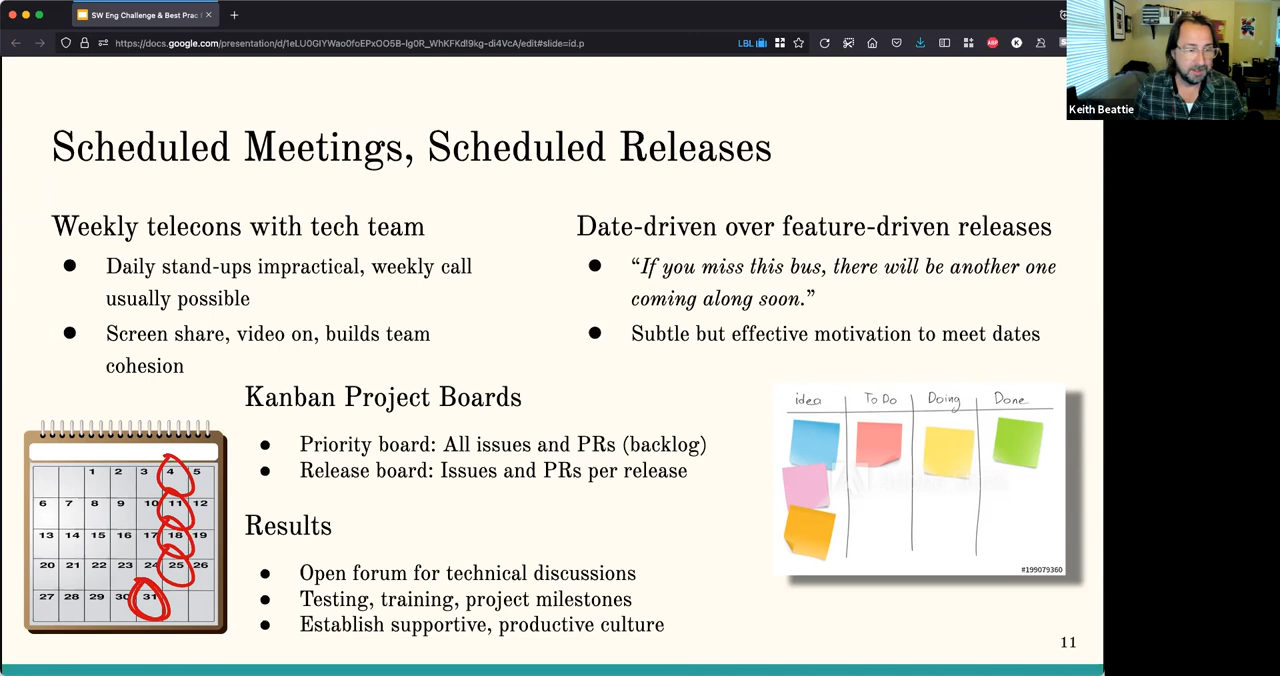 SW Eng Challenge & Best Prac
https://docs.google.com/presentation/d/1eLU0GIYWao0foEPxOO5B-lg0R_WhKFKdl9kg-di4VcA/edit#slide=id.p
LBL
ABP
K
Keith Beattie
Scheduled Meetings, Scheduled Releases
Weekly telecons with tech team
● Daily stand-ups impractical, weekly call
usually possible
● Screen share, video on, builds team
cohesion
Date-driven over feature-driven releases
● “If you miss this bus, there will be another one
coming along soon.”
● Subtle but effective motivation to meet dates
Kanban Project Boards
● Priority board: All issues and PRs (backlog)
● Release board: Issues and PRs per release
Results
● Open forum for technical discussions
● Testing, training, project milestones
● Establish supportive, productive culture
1 2 3 4 5
6 7 8 9 10 11 12
13 14 15 16 17 18 19
20 21 22 23 24 25 26
27 28 29 30 31
idea To Do Doing Done
#199079360
11